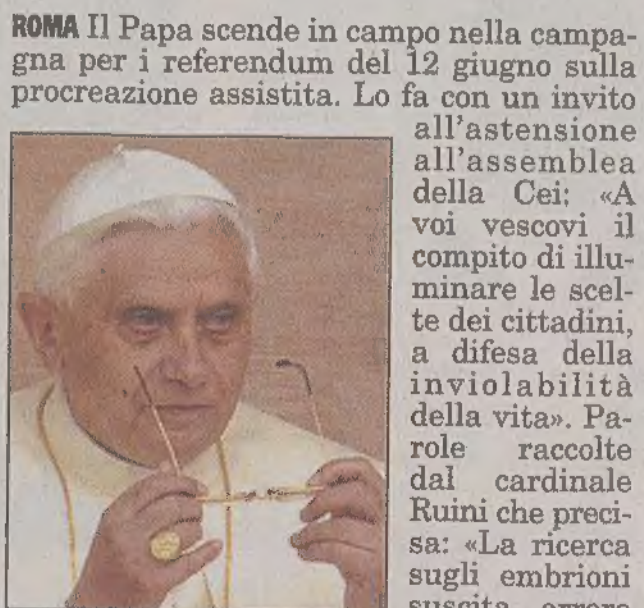 ROMA Il Papa scende in campo nella campa-
gna per i referendum del 12 giugno sulla
procreazione assistita. Lo fa con un invito
all'astensione
all'assemblea
della Cei: «A
voi vescovi il
compito di illu-
minare le scel-
te dei cittadini,
a difesa della
inviolabilità
della vita». Pa-
role raccolte
dal cardinale
Ruini che preci-
sa: «La ricerca
sugli embrioni
suscita